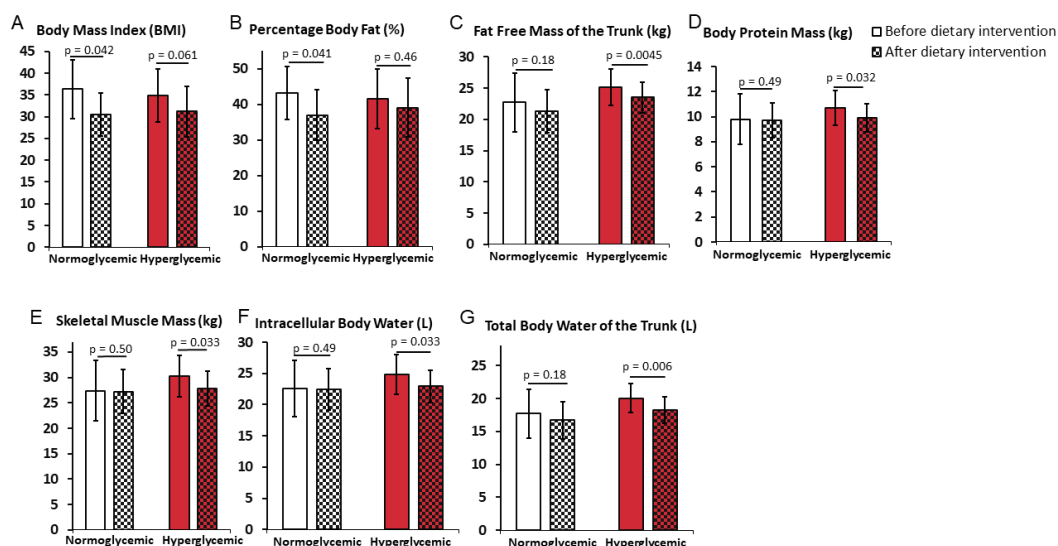 A Body Mass Index (BMI)
45
40
35
30
25
20
15
10
5
0
p = 0.042
p = 0.061
Normoglycemic Hyperglycemic
B Percentage Body Fat (%)
50
40
30
20
10
0
p = 0.041
p = 0.46
Normoglycemic Hyperglycemic
C Fat Free Mass of the Trunk (kg)
30
25
20
15
10
5
0
p = 0.18
p = 0.0045
Normoglycemic Hyperglycemic
D Body Protein Mass (kg)
14
12
10
8
6
4
2
0
p = 0.49
p = 0.032
Normoglycemic Hyperglycemic
Before dietary intervention
After dietary intervention
E Skeletal Muscle Mass (kg)
35
30
25
20
15
10
5
0
p = 0.50
p = 0.033
Normoglycemic Hyperglycemic
F Intracellular Body Water (L)
30
25
20
15
10
5
0
p = 0.49
p = 0.033
Normoglycemic Hyperglycemic
G Total Body Water of the Trunk (L)
30
25
20
15
10
5
0
p = 0.18
p = 0.006
Normoglycemic Hyperglycemic